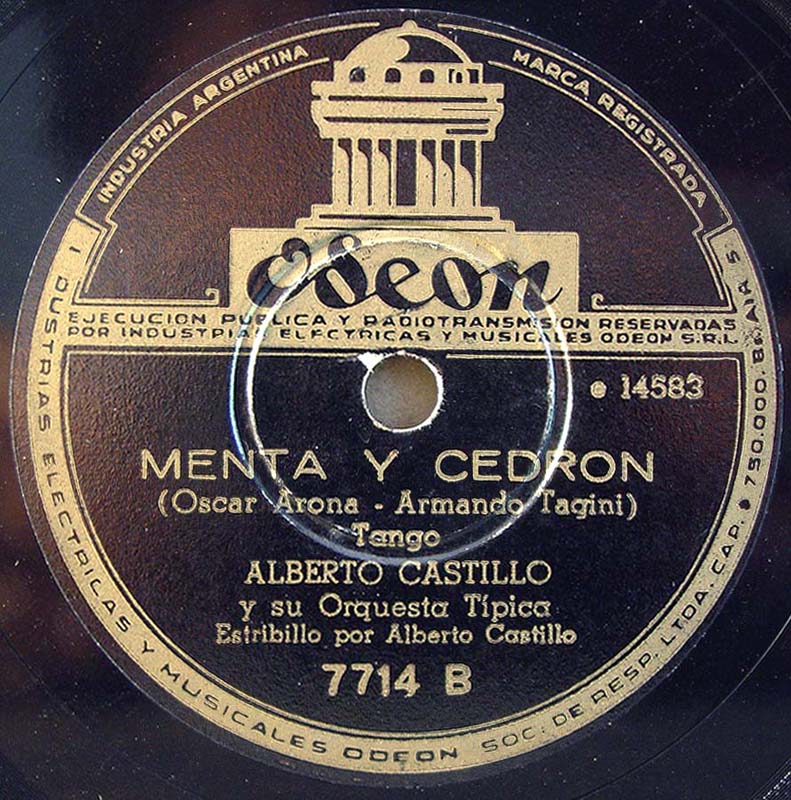 INDUSTRIA ARGENTINA
MARCA REGISTRADA
Odeon
EJECUCION PUBLICA Y RADIOTRANSMISION RESERVADAS
POR INDUSTRIAS ELECTRICAS Y MUSICALES ODEON S.R.L.
e 14583
MENTA Y CEDRON
(Oscar Arona - Armando Tagini)
Tango
ALBERTO CASTILLO
y su Orquesta Típica
Estribillo por Alberto Castillo
7714 B
I DUSTRIAS ELECTRICAS Y MUSICALES ODEON SOC. DE RESP. LTDA. CAP. $ 750.000.